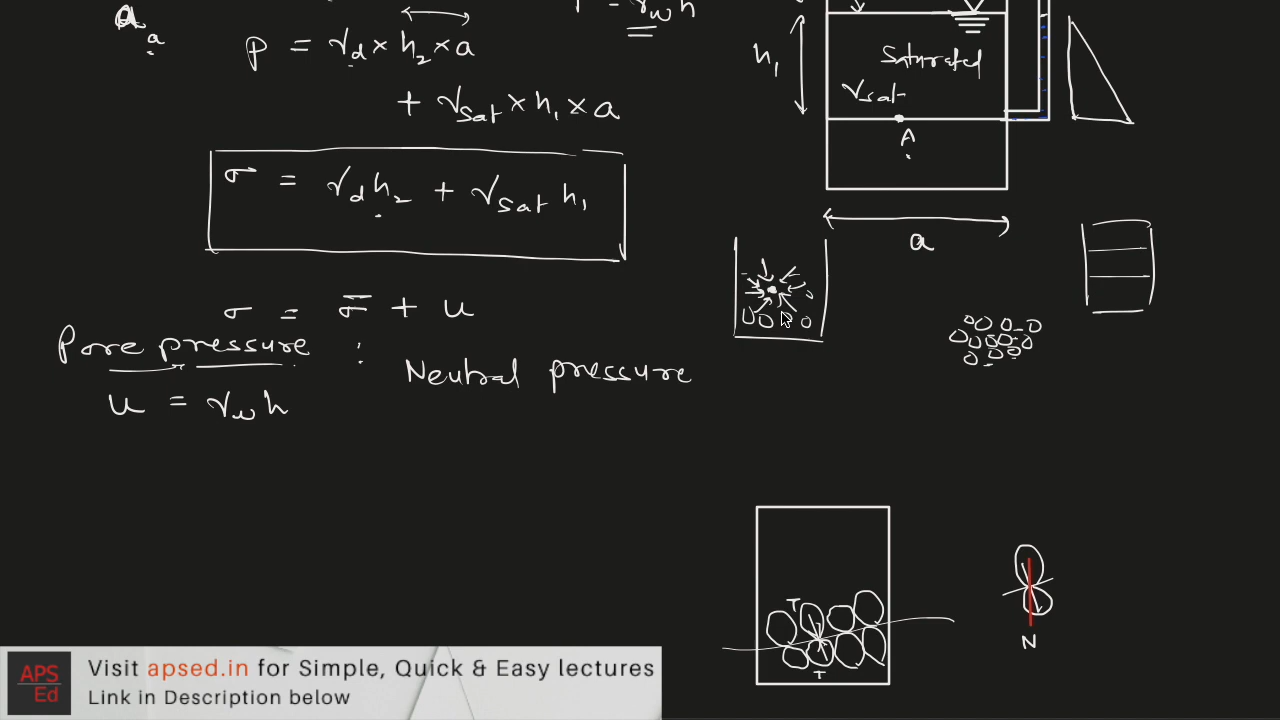 a
a
P = γw h
P = γd × h2 × a
+ γsat × h1 × a
σ = γd h2 + γsat h1
σ = σ̅ + u
Pore pressure :
Neutral pressure
u = γw h
h1
Saturated
γsat
A
a
T
T
N
APS
Ed
Visit apsed.in for Simple, Quick & Easy lectures
Link in Description below